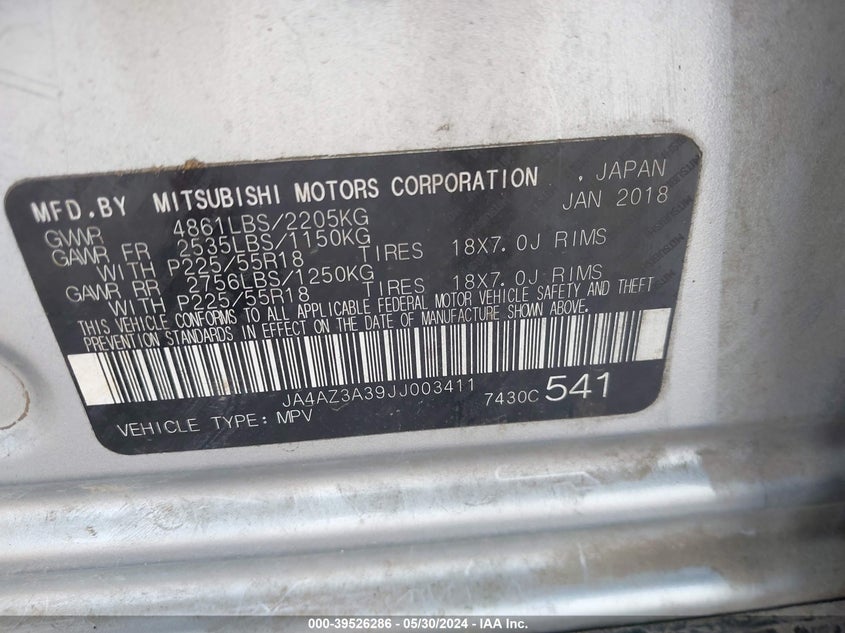 MFD.BY MITSUBISHI MOTORS CORPORATION , JAPAN
GVWR 4861LBS/2205KG JAN 2018
GAWR FR 2535LBS/1150KG
WITH P225/55R18 TIRES 18X7.0J RIMS
GAWR RR 2756LBS/1250KG
WITH P225/55R18 TIRES 18X7.0J RIMS
THIS VEHICLE CONFORMS TO ALL APPLICABLE FEDERAL MOTOR VEHICLE SAFETY AND THEFT
PREVENTION STANDARDS IN EFFECT ON THE DATE OF MANUFACTURE SHOWN ABOVE.
JA4AZ3A39JJ003411 7430C 541
VEHICLE TYPE: MPV
000-39526286 - 05/30/2024 - IAA Inc.